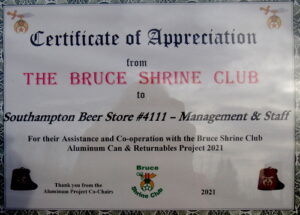 Certificate of Appreciation
from
THE BRUCE SHRINE CLUB
to
Southampton Beer Store #4111 – Management & Staff
For their Assistance and Co-operation with the Bruce Shrine Club
Aluminum Can & Returnables Project 2021
Bruce
Shrine Club
Thank you from the
Aluminum Project Co-Chairs
2021